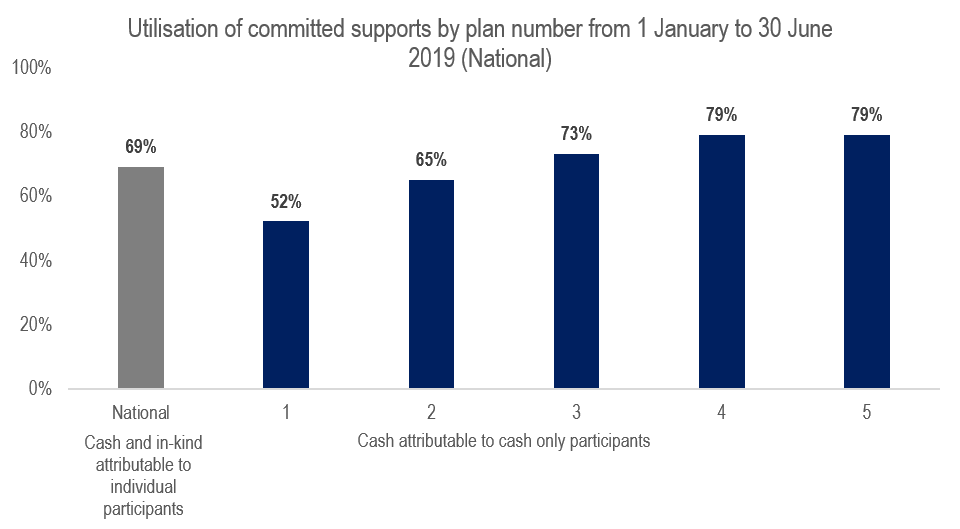 Utilisation of committed supports by plan number from 1 January to 30 June
2019 (National)
100%
80%
60%
40%
20%
0%
69%
52%
65%
73%
79%
79%
National
1
2
3
4
5
Cash and in-kind
attributable to
individual
participants
Cash attributable to cash only participants